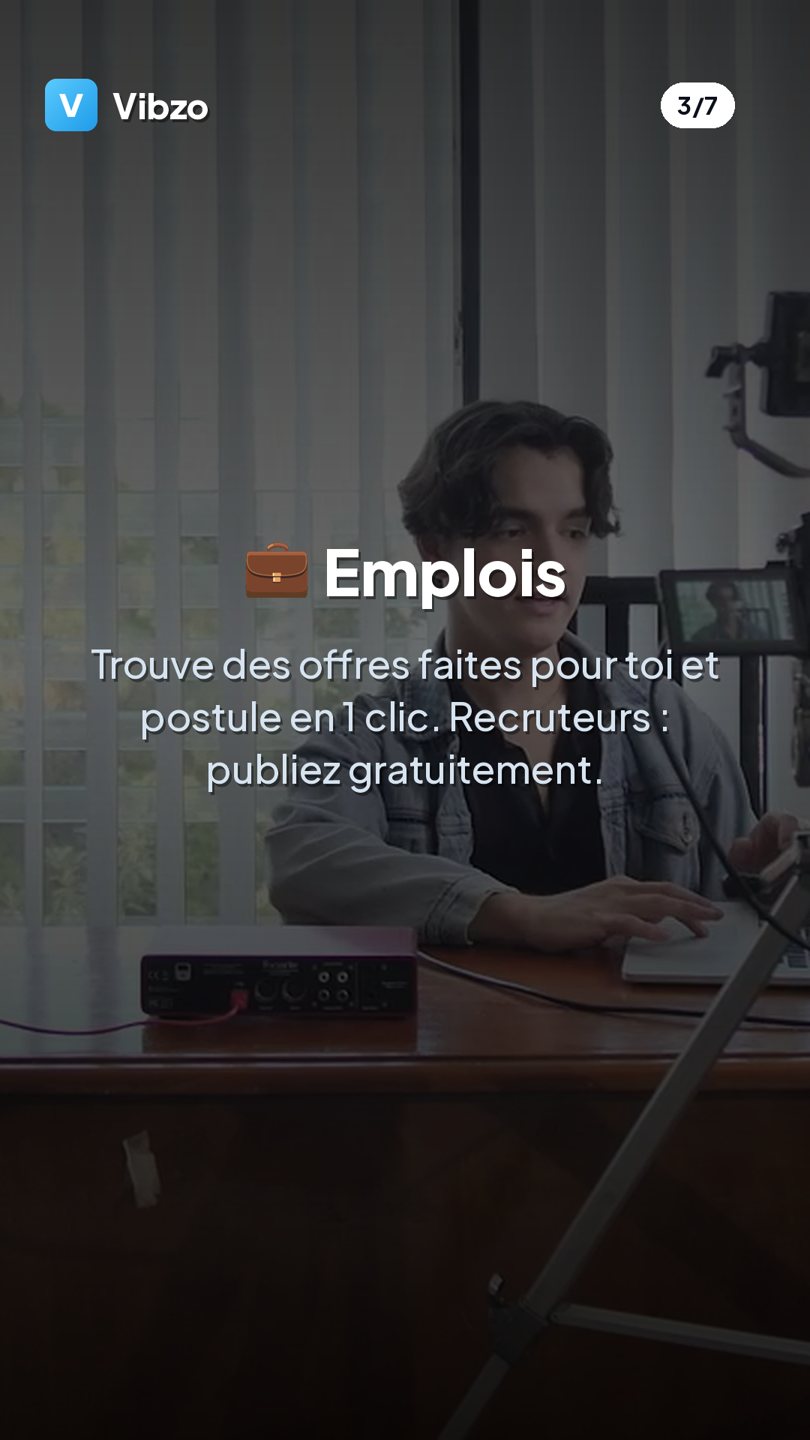 V Vibzo
3/7
💼 Emplois
Trouve des offres faites pour toi et
postule en 1 clic. Recruteurs :
publiez gratuitement.